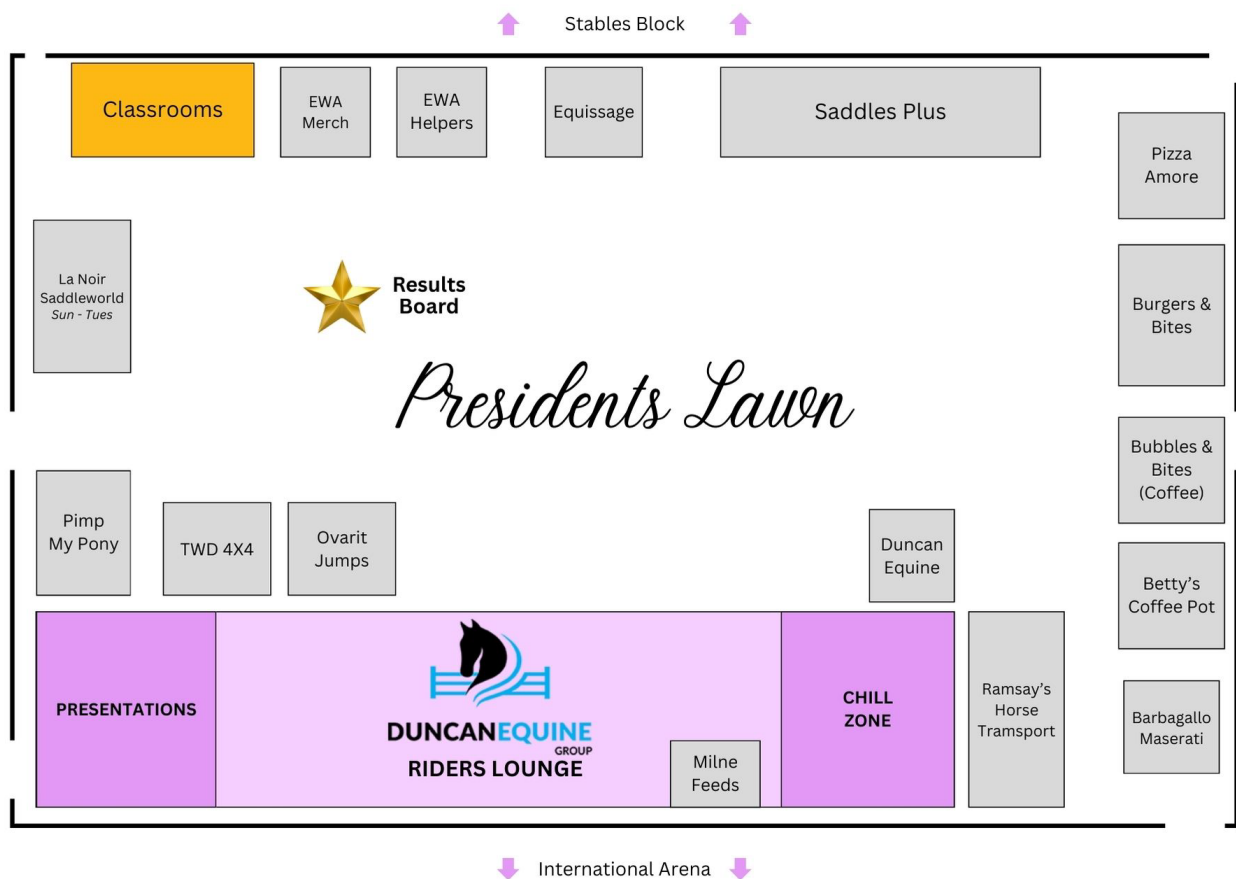 Stables Block
Classrooms
EWA
Merch
EWA
Helpers
Equissage
Saddles Plus
Pizza
Amore
La Noir
Saddleworld
Sun - Tues
Results
Board
Burgers &
Bites
Presidents Lawn
Bubbles &
Bites
(Coffee)
Pimp
My Pony
TWD 4X4
Ovarit
Jumps
Duncan
Equine
Betty's
Coffee Pot
PRESENTATIONS
DUNCANEQUINE
GROUP
RIDERS LOUNGE
Milne
Feeds
CHILL
ZONE
Ramsay's
Horse
Tramsport
Barbagallo
Maserati
International Arena